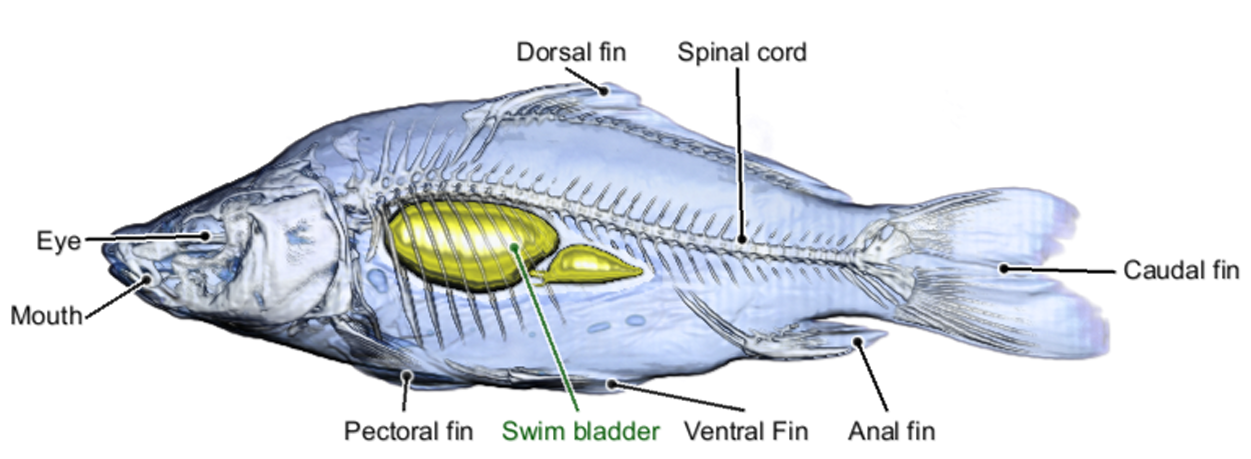 Dorsal fin
Spinal cord
Eye
Mouth
Caudal fin
Pectoral fin
Swim bladder
Ventral Fin
Anal fin